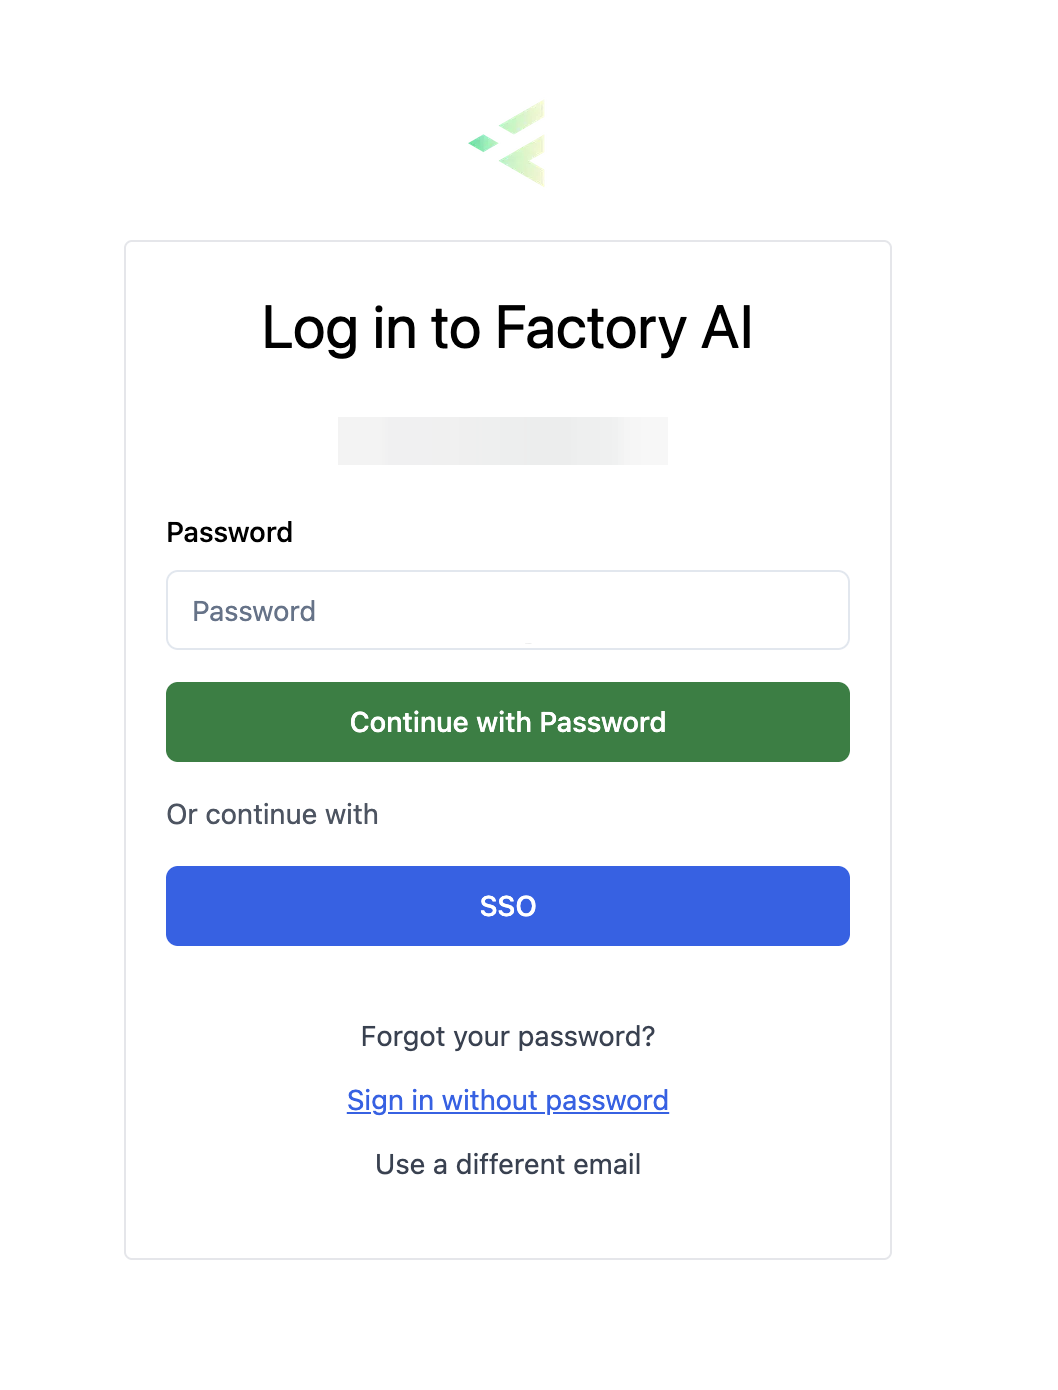 Log in to Factory AI
Password
Password
Continue with Password
Or continue with
SSO
Forgot your password?
Sign in without password
Use a different email